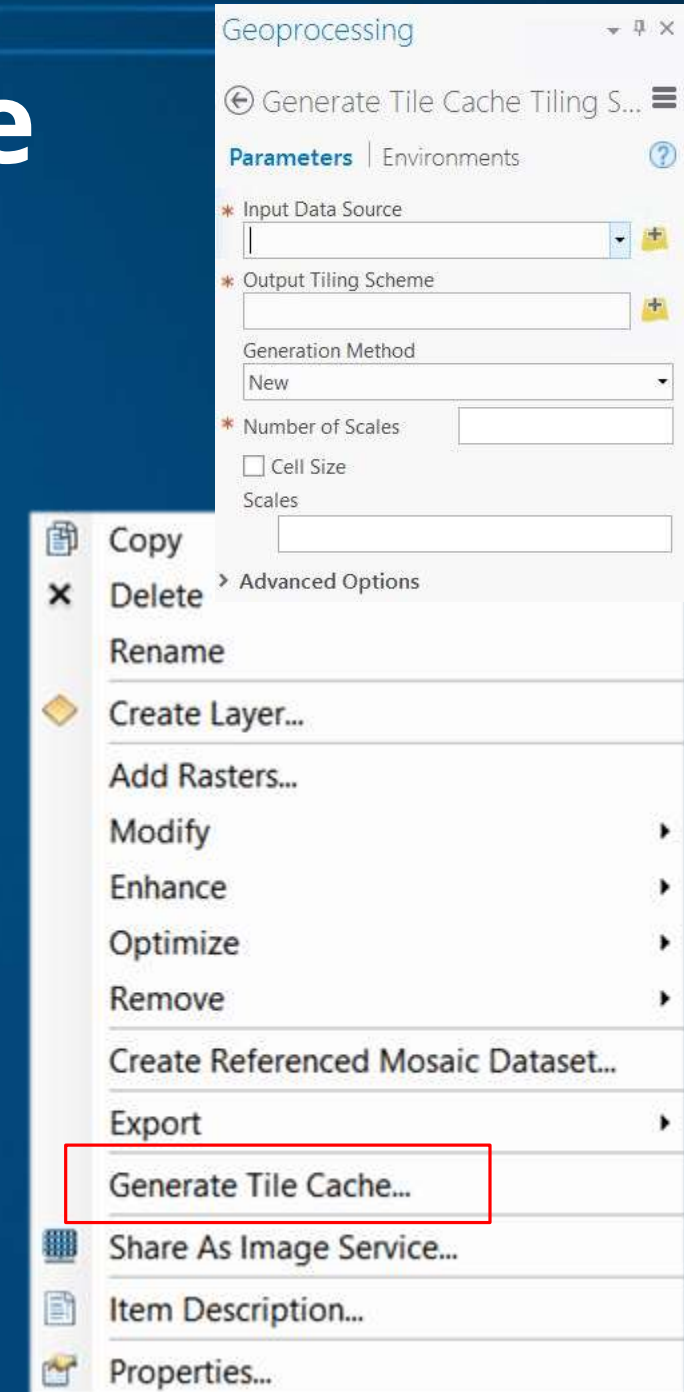 e
Geoprocessing
Generate Tile Cache Tiling S...
Parameters | Environments
?
* Input Data Source
* Output Tiling Scheme
Generation Method
New
* Number of Scales
Cell Size
Scales
> Advanced Options
Copy
Delete
Rename
Create Layer...
Add Rasters...
Modify
Enhance
Optimize
Remove
Create Referenced Mosaic Dataset...
Export
Generate Tile Cache...
Share As Image Service...
Item Description...
Properties...